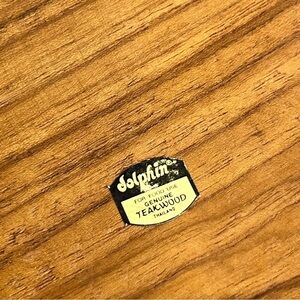 dolphin
FOR FOOD USE
GENUINE
TEAKWOOD
THAILAND